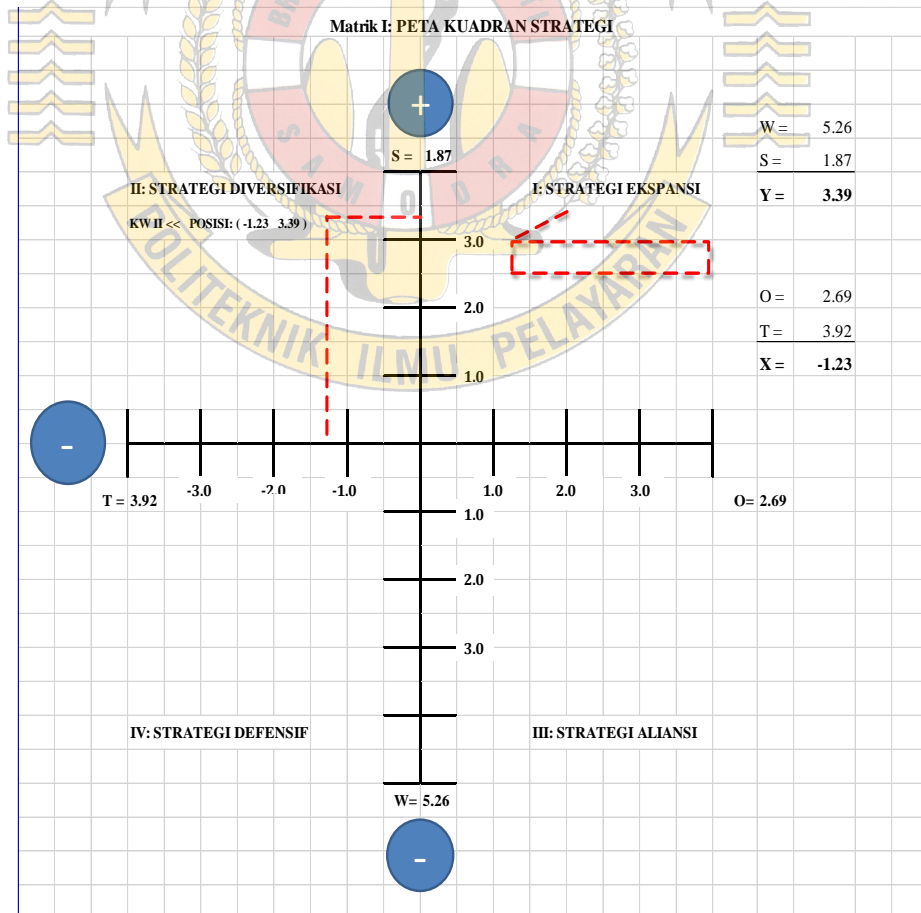 Matrik I: PETA KUADRAN STRATEGI
+
W = 5.26
S = 1.87
S = 1.87
II: STRATEGI DIVERSIFIKASI
I: STRATEGI EKSPANSI
Y = 3.39
KW II << POSISI: ( -1.23 3.39 )
3.0
O = 2.69
2.0
T = 3.92
X = -1.23
1.0
POLITEKNIK ILMU PELAYARAN
-
-3.0 -2.0 -1.0 1.0 2.0 3.0
T = 3.92
O= 2.69
1.0
2.0
3.0
IV: STRATEGI DEFENSIF
III: STRATEGI ALIANSI
W= 5.26
-